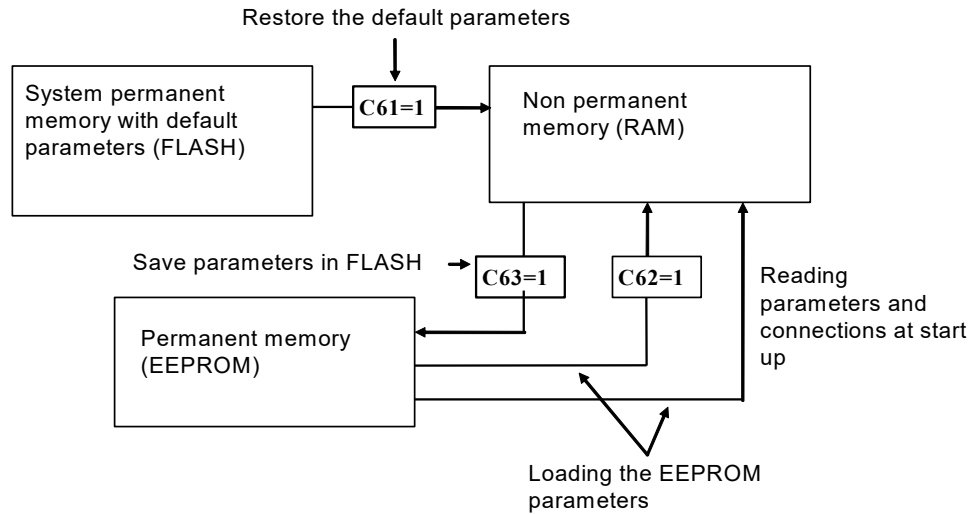 Restore the default parameters
System permanent
memory with default
parameters (FLASH)
C61=1
Non permanent
memory (RAM)
Save parameters in FLASH
C63=1
C62=1
Reading
parameters and
connections at start
up
Permanent memory
(EEPROM)
Loading the EEPROM
parameters